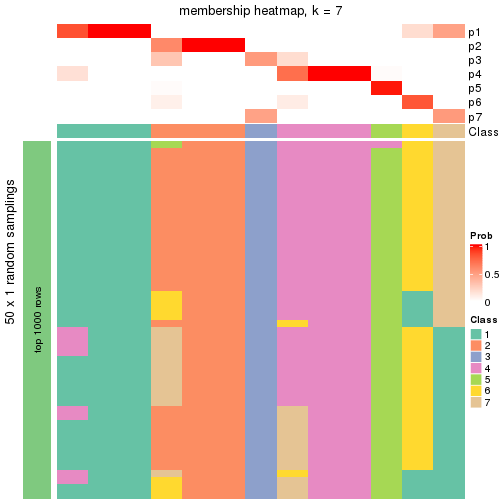 membership heatmap, k = 7
p1
p2
p3
p4
p5
p6
p7
Class
50 x 1 random samplings
top 1000 rows
Prob
1
0.5
0
Class
1
2
3
4
5
6
7